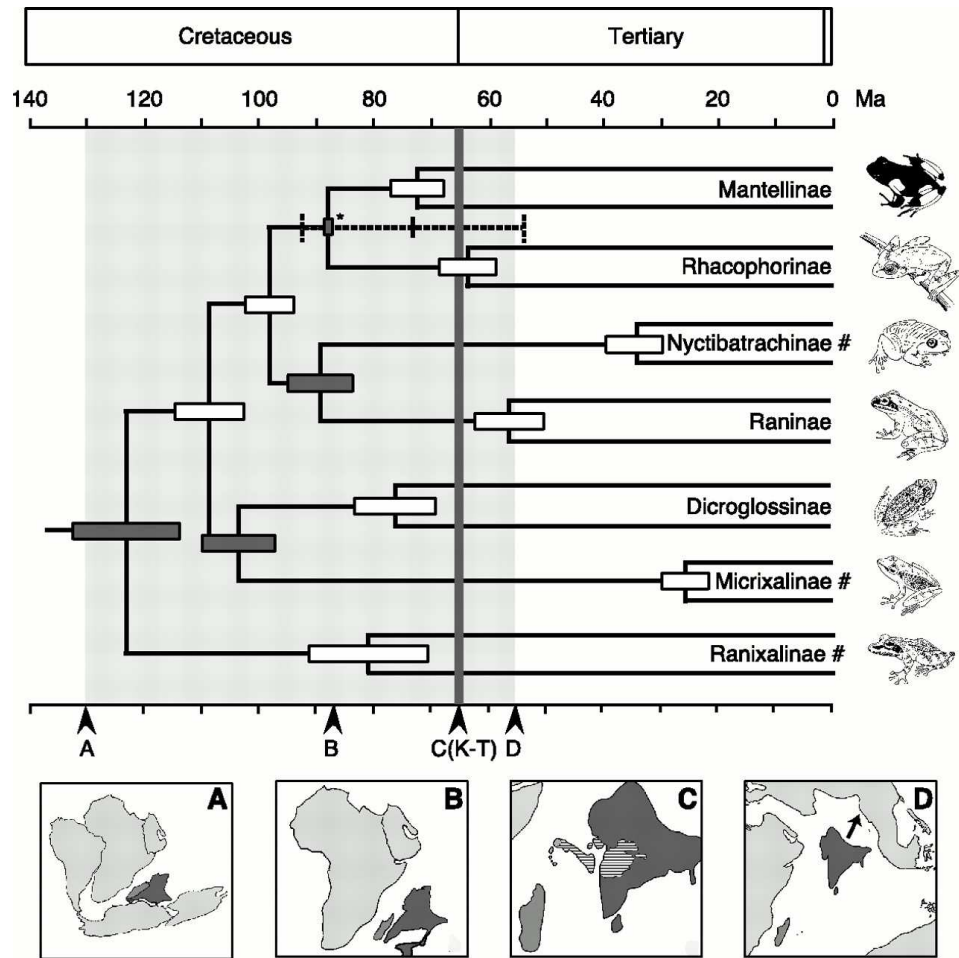 Cretaceous Tertiary
140 120 100 80 60 40 20 0 Ma
Mantellinae
*
Rhacophorinae
Nyctibatrachinae #
Raninae
Dicroglossinae
Micrixalinae #
Ranixalinae #
A B C(K-T) D
A B C D